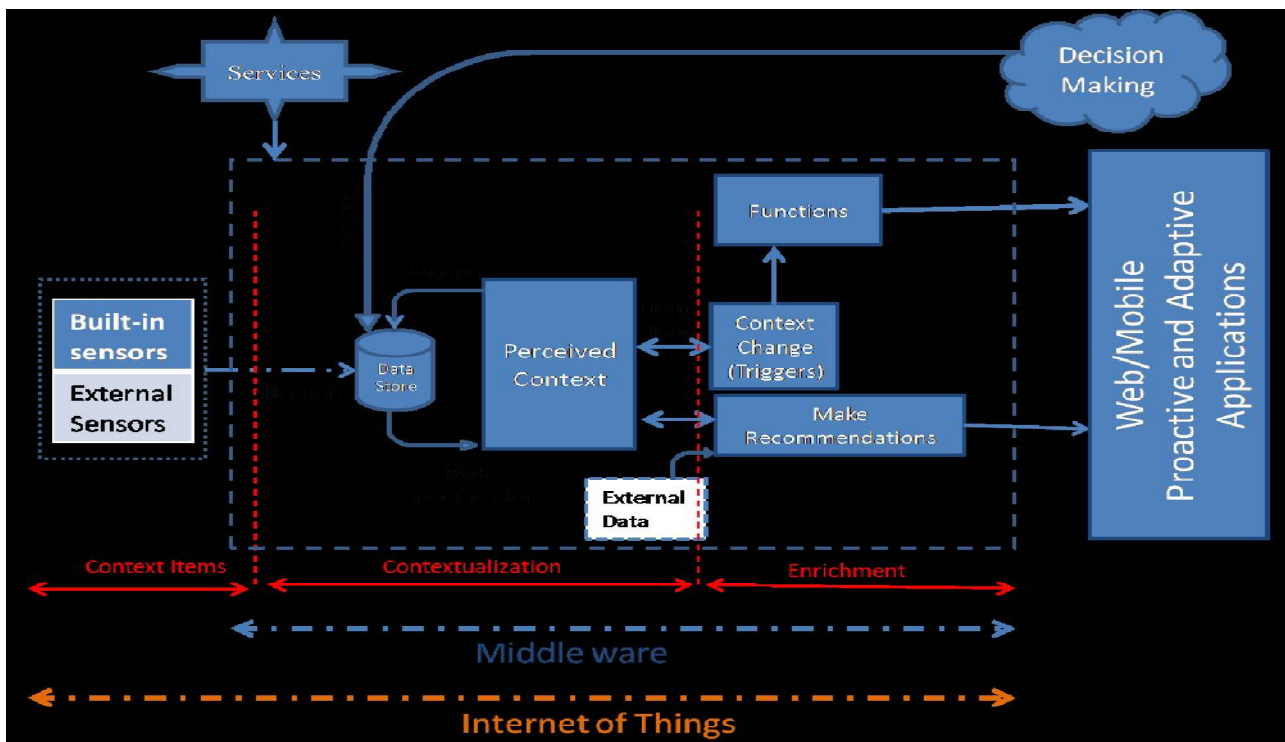 Services
Decision
Making
Functions
Built-in
sensors
External
Sensors
Data
Store
Perceived
Context
Context
Change
(Triggers)
Make
Recommendations
External
Data
Web/Mobile
Proactive and Adaptive
Applications
Context Items
Contextualization
Enrichment
Middle ware
Internet of Things